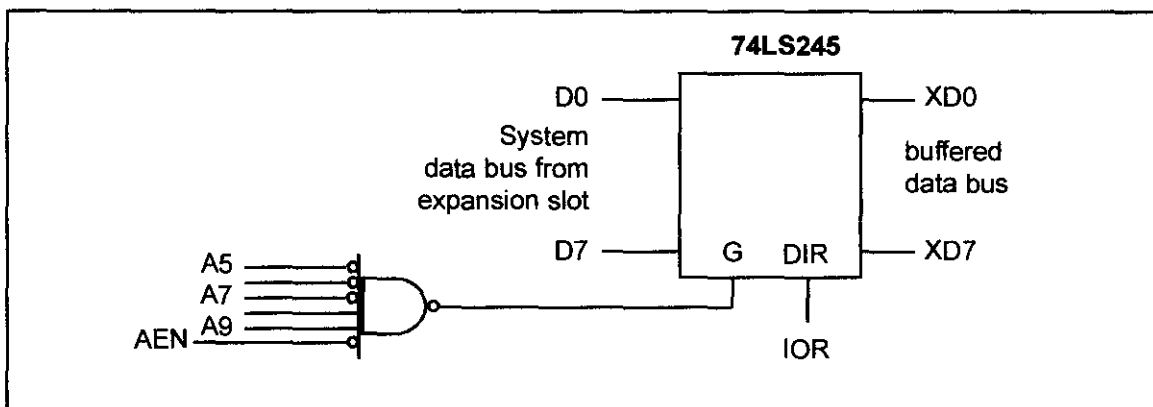 74LS245
D0
XD0
System
data bus from
expansion slot
buffered
data bus
D7
G
DIR
XD7
A5
A7
A9
AEN
IOR